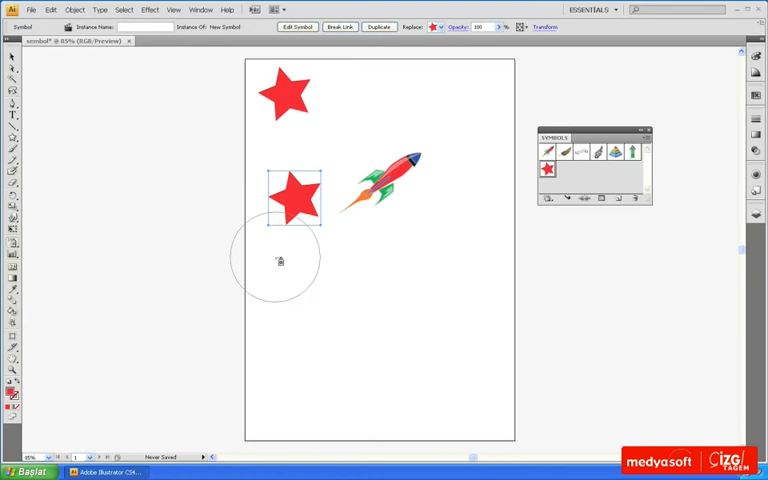 Ai File Edit Object Type Select Effect View Window Help Br ESSENTIALS
Symbol Instance Name: Instance Of: New Symbol Edit Symbol Break Link Duplicate Replace: Opacity: 100 % Transform
sembol* @ 85% (RGB/Preview)
SYMBOLS
85% 1 Never Saved
Başlat Adobe Illustrator CS4...
medyasoft ÇİZGİ TAGEM